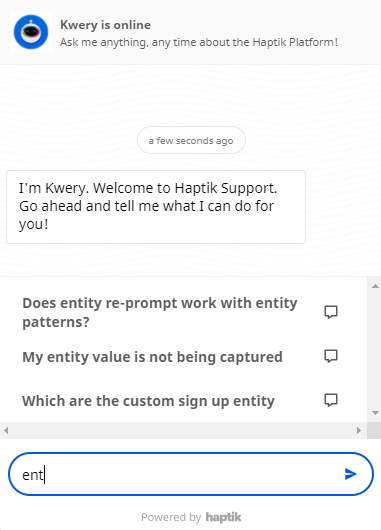 Kwery is online
Ask me anything, any time about the Haptik Platform!
a few seconds ago
I'm Kwery. Welcome to Haptik Support.
Go ahead and tell me what I can do for
you!
Does entity re-prompt work with entity
patterns?
My entity value is not being captured
Which are the custom sign up entity
ent
Powered by haptik